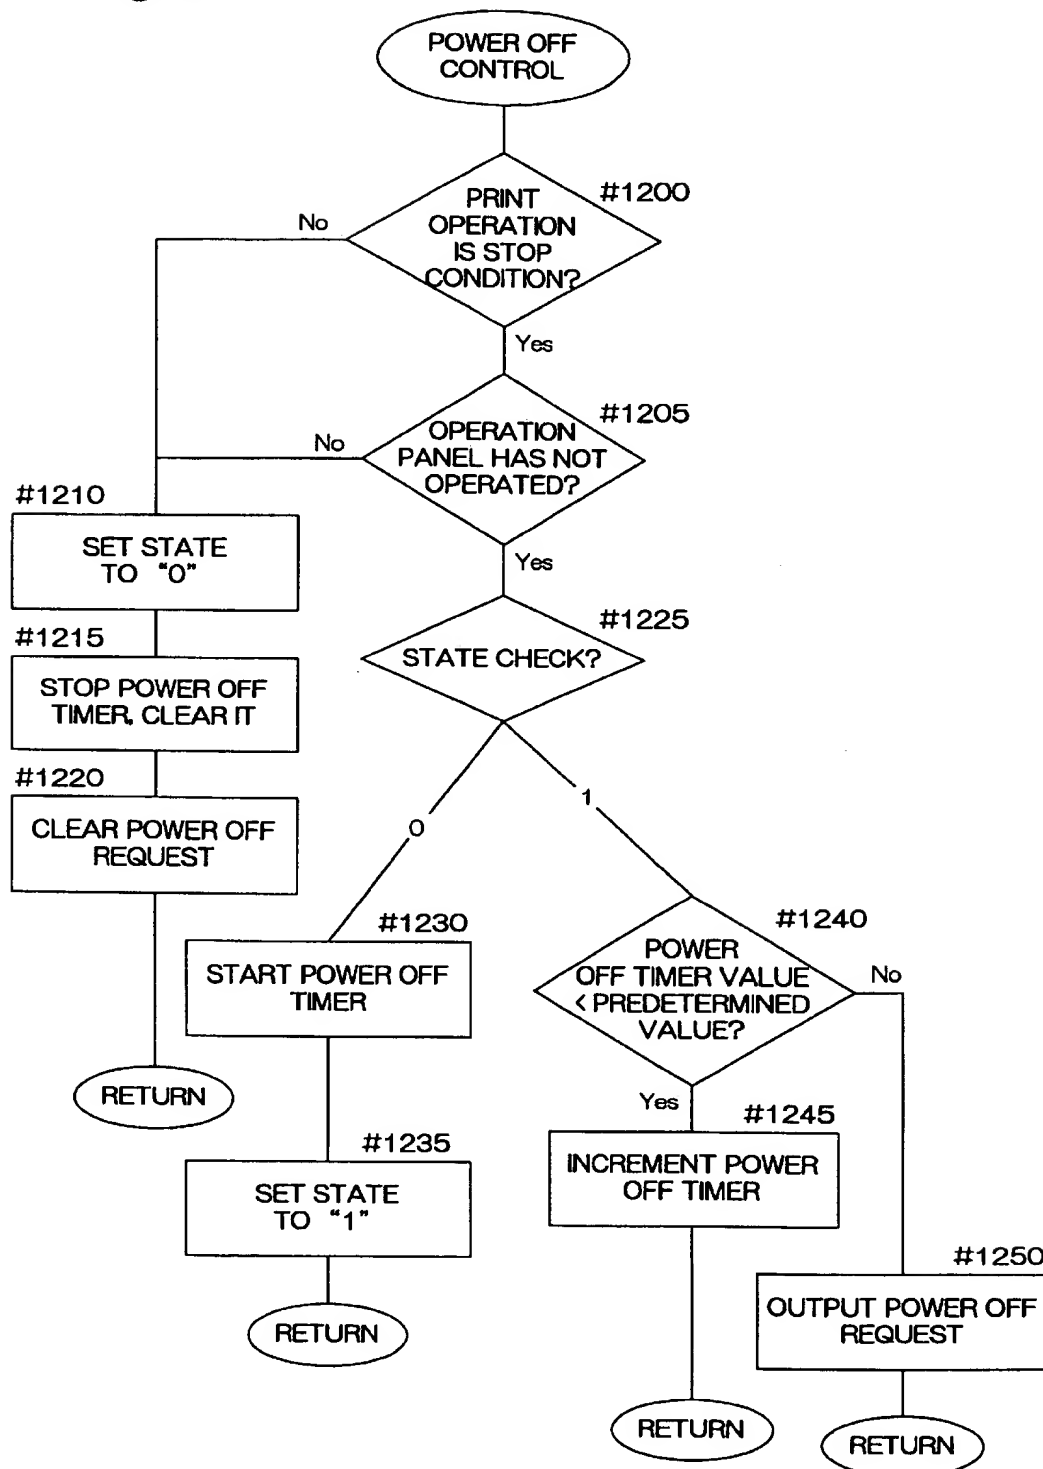 POWER OFF
CONTROL
#1200
PRINT
OPERATION
IS STOP
CONDITION?
No
Yes
#1205
OPERATION
PANEL HAS NOT
OPERATED?
No
Yes
#1210
SET STATE
TO "0"
#1215
STOP POWER OFF
TIMER, CLEAR IT
#1220
CLEAR POWER OFF
REQUEST
RETURN
#1225
STATE CHECK?
0
1
#1230
START POWER OFF
TIMER
#1235
SET STATE
TO "1"
RETURN
#1240
POWER
OFF TIMER VALUE
< PREDETERMINED
VALUE?
No
Yes
#1245
INCREMENT POWER
OFF TIMER
RETURN
#1250
OUTPUT POWER OFF
REQUEST
RETURN